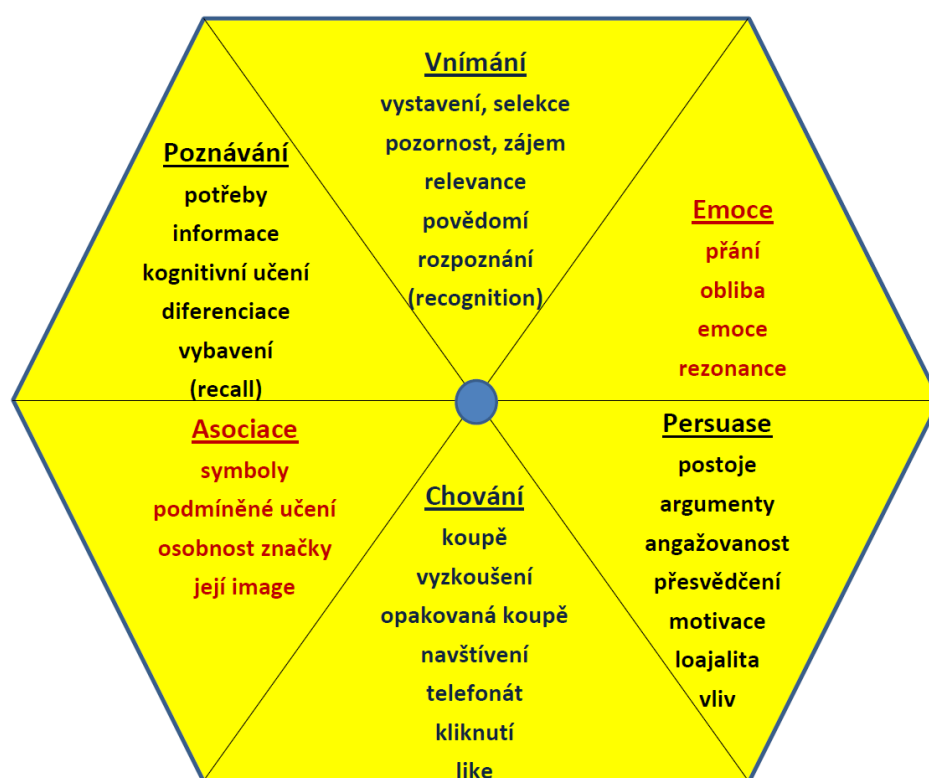 Vnímání
vystavení, selekce
pozornost, zájem
relevance
povědomí
rozpoznání
(recognition)
Poznávání
potřeby
informace
kognitivní učení
diferenciace
vybavení
(recall)
Emoce
přání
obliba
emoce
rezonance
Asociace
symboly
podmíněné učení
osobnost značky
její image
Chování
koupě
vyzkoušení
opakovaná koupě
navštívení
telefonát
kliknutí
like
Persuase
postoje
argumenty
angažovanost
přesvědčení
motivace
loajalita
vliv